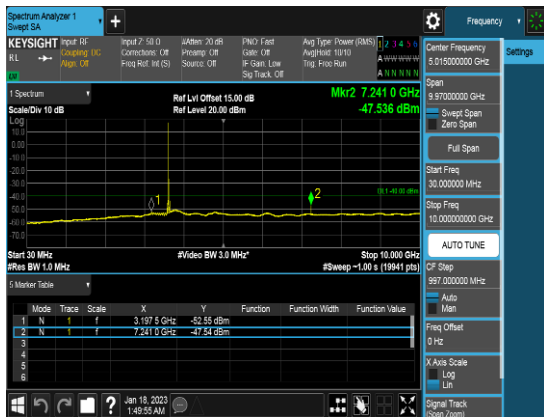 Spectrum Analyzer 1
Swept SA
Frequency
KEYSIGHT
RL
Input: RF
Coupling: DC
Align: Off
Input Z: 50 Ω
Corrections: Off
Freq Ref: Int (S)
#Atten: 20 dB
Preamp: Off
Source: Off
PNO: Fast
Gate: Off
IF Gain: Low
Sig Track: Off
Avg Type: Power (RMS)
Avg|Hold: 10/10
Trig: Free Run
1 2 3 4 5 6
A W W W W W
A N N N N N
Settings
Center Frequency
5.015000000 GHz
Span
9.97000000 GHz
Swept Span
Zero Span
Full Span
Start Freq
30.000000 MHz
Stop Freq
10.000000000 GHz
AUTO TUNE
CF Step
997.000000 MHz
Auto
Man
Freq Offset
0 Hz
X Axis Scale
Log
Lin
Signal Track
(Span Zoom)
1 Spectrum
Scale/Div 10 dB
Log
Ref Lvl Offset 15.00 dB
Ref Level 20.00 dBm
Mkr2 7.241 0 GHz
-47.536 dBm
10.0
0.00
-10.0
-20.0
-30.0
-40.0
-50.0
-60.0
-70.0
DL1 -40.00 dBm
1
2
Start 30 MHz
#Res BW 1.0 MHz
#Video BW 3.0 MHz*
Stop 10.000 GHz
#Sweep ~1.00 s (19941 pts)
5 Marker Table
Mode Trace Scale X Y Function Function Width Function Value
1 N 1 f 3.197 5 GHz -52.55 dBm
2 N 1 f 7.241 0 GHz -47.54 dBm
3
4
5
6
?
Jan 18, 2023
1:49:55 AM